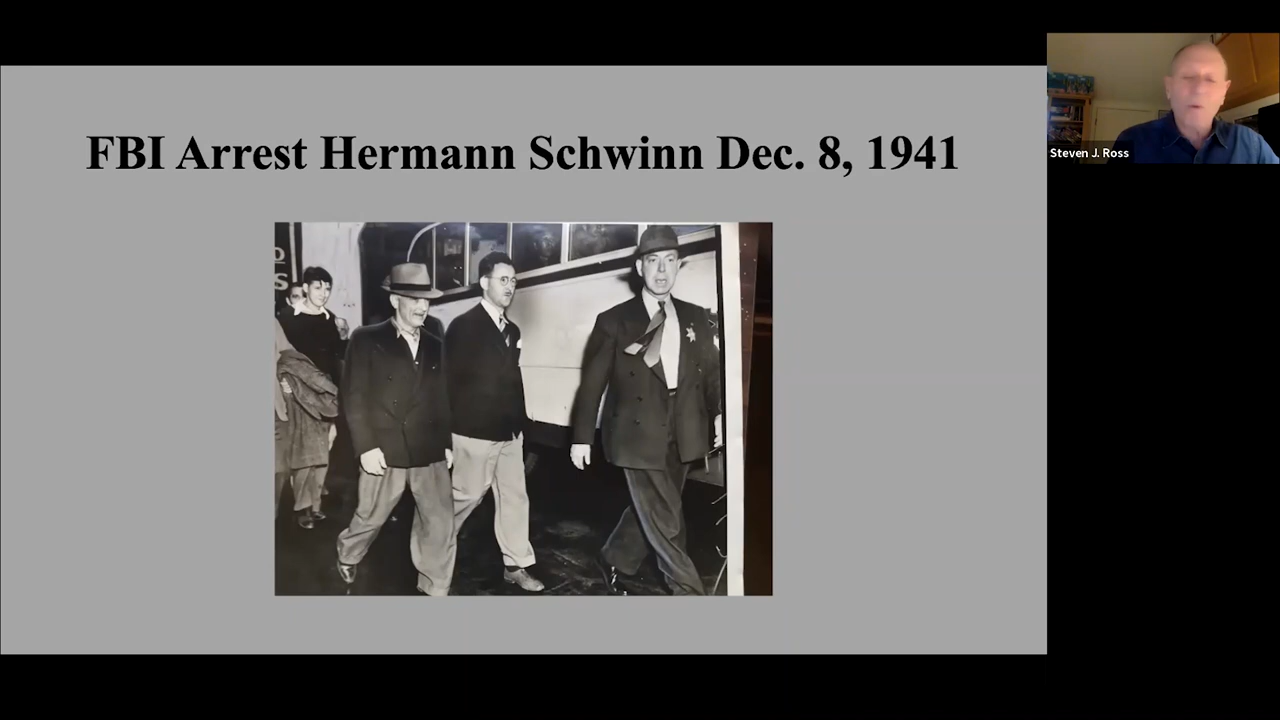 FBI Arrest Hermann Schwinn Dec. 8, 1941
Steven J. Ross